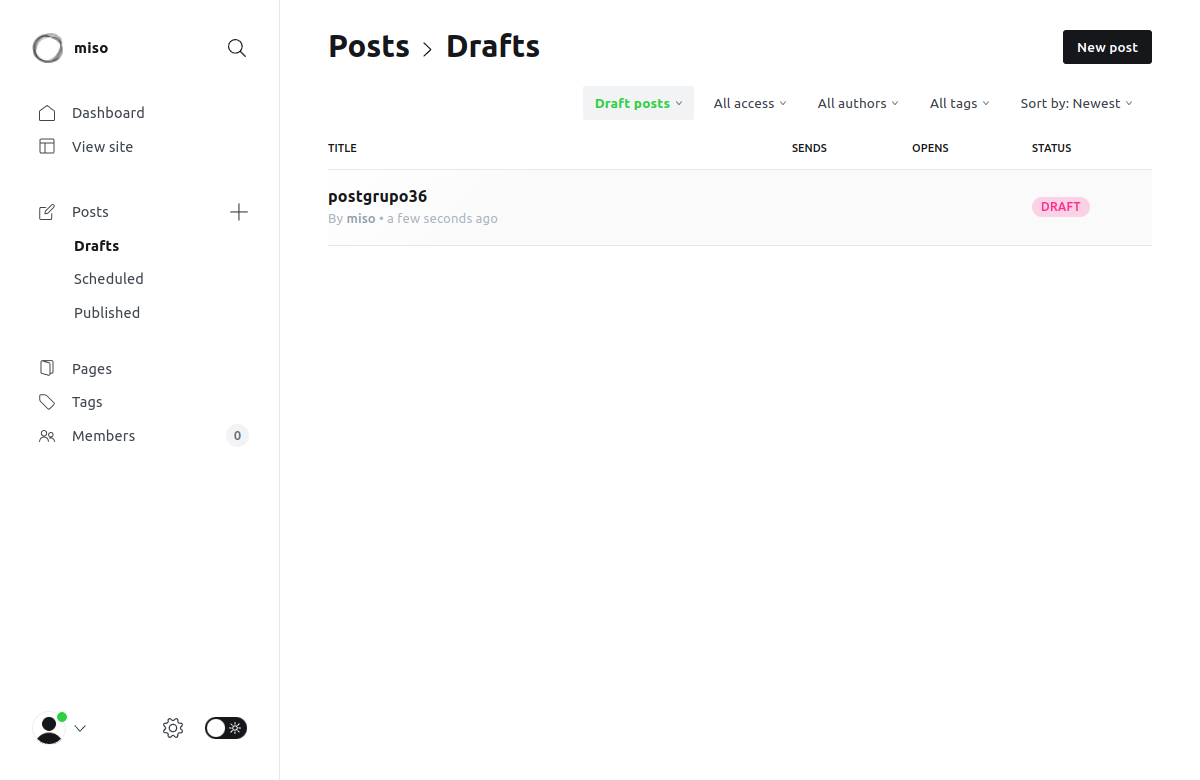 miso
Dashboard
View site
Posts
Drafts
Scheduled
Published
Pages
Tags
Members 0
Posts > Drafts
New post
Draft posts All access All authors All tags Sort by: Newest
TITLE SENDS OPENS STATUS
postgrupo36
By miso • a few seconds ago
DRAFT